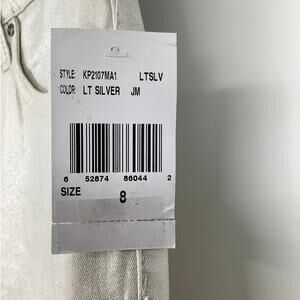 STYLE: KP2107MA1 LTSLV
COLOR: LT SILVER JM
6 52874 86044 2
SIZE 8